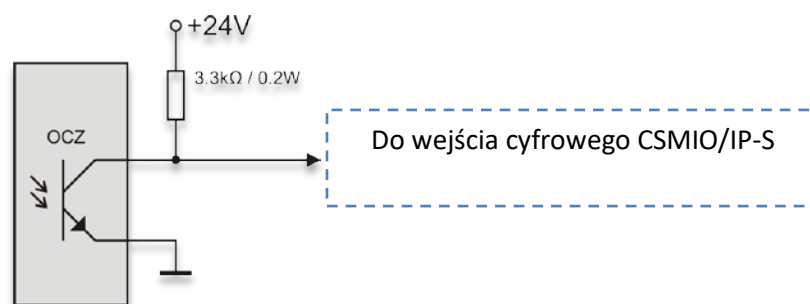 +24V
3.3kΩ / 0.2W
OCZ
Do wejścia cyfrowego CSMIO/IP-S